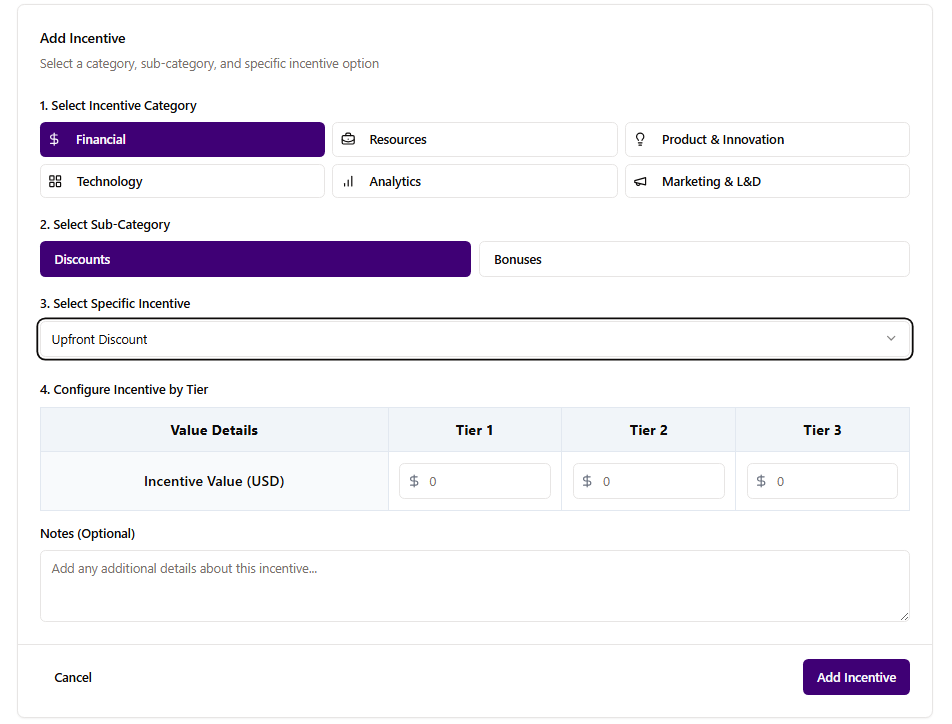 Add Incentive
Select a category, sub-category, and specific incentive option
1. Select Incentive Category
$ Financial
Resources
Product & Innovation
Technology
Analytics
Marketing & L&D
2. Select Sub-Category
Discounts
Bonuses
3. Select Specific Incentive
Upfront Discount
4. Configure Incentive by Tier
Value Details Tier 1 Tier 2 Tier 3
Incentive Value (USD) $ 0 $ 0 $ 0
Notes (Optional)
Add any additional details about this incentive...
Cancel
Add Incentive